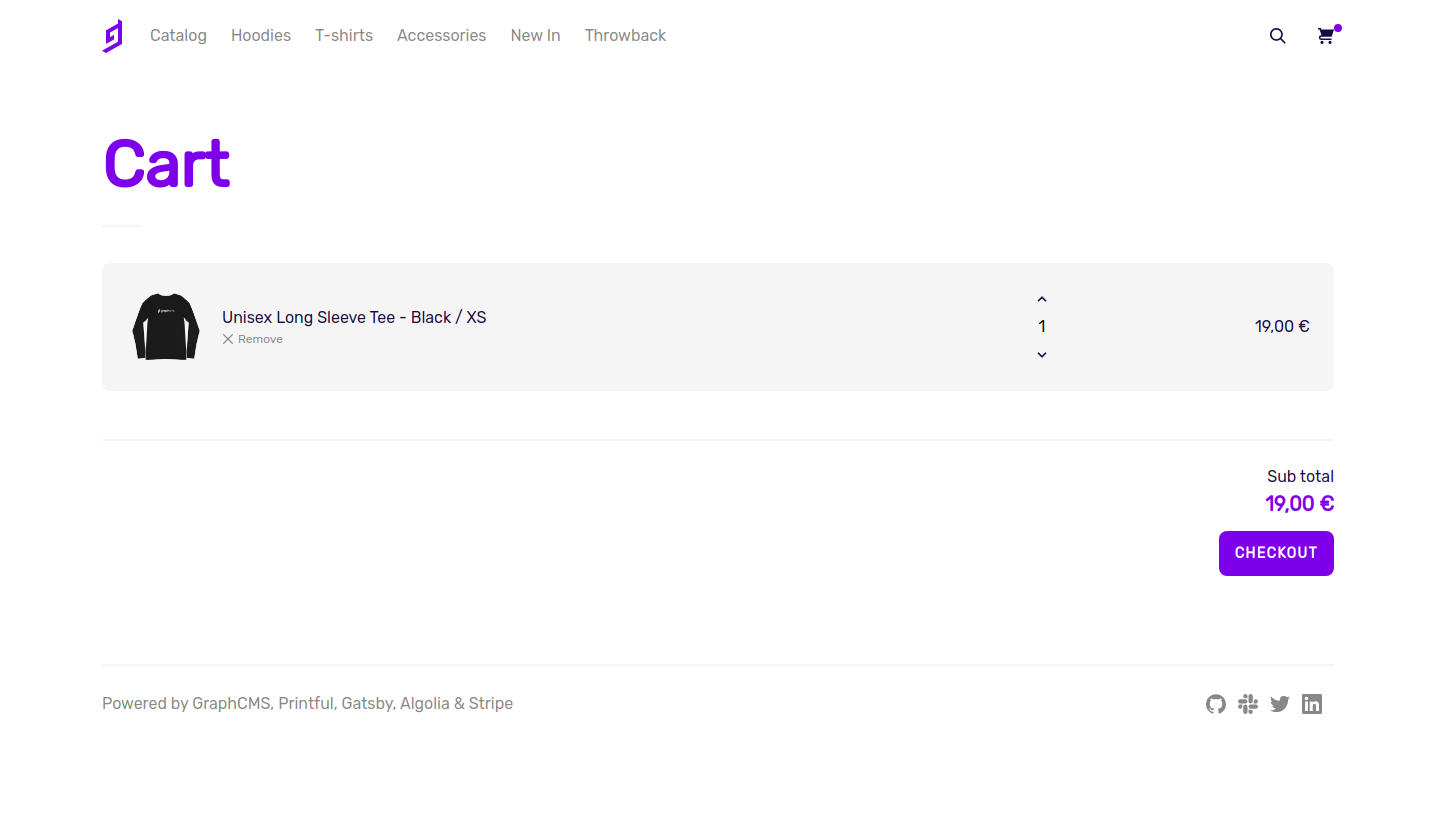 Catalog Hoodies T-shirts Accessories New In Throwback
Cart
Unisex Long Sleeve Tee - Black / XS
Remove
1
19,00 €
Sub total
19,00 €
CHECKOUT
Powered by GraphCMS, Printful, Gatsby, Algolia & Stripe